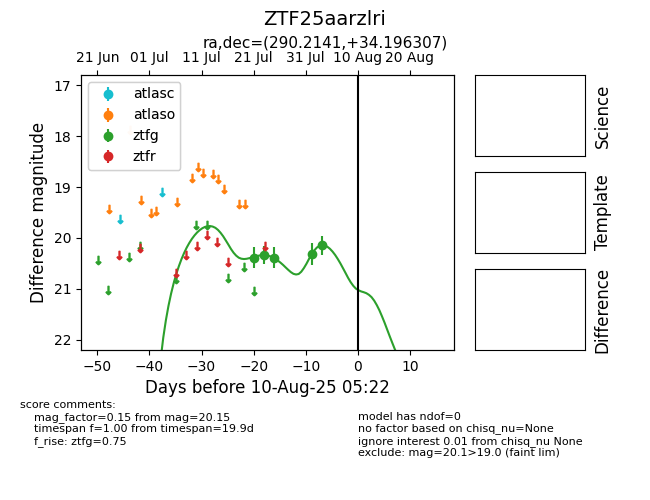 ZTF25aarzlri
ra,dec=(290.2141,+34.196307)
21 Jun 01 Jul 11 Jul 21 Jul 31 Jul 10 Aug 20 Aug
atlasc
atlaso
ztfg
ztfr
17
18
19
20
21
22
Difference magnitude
−50 −40 −30 −20 −10 0 10
Days before 10-Aug-25 05:22
Science
Template
Difference
score comments:
mag_factor=0.15 from mag=20.15
timespan f=1.00 from timespan=19.9d
f_rise: ztfg=0.75
model has ndof=0
no factor based on chisq_nu=None
ignore interest 0.01 from chisq_nu None
exclude: mag=20.1>19.0 (faint lim)